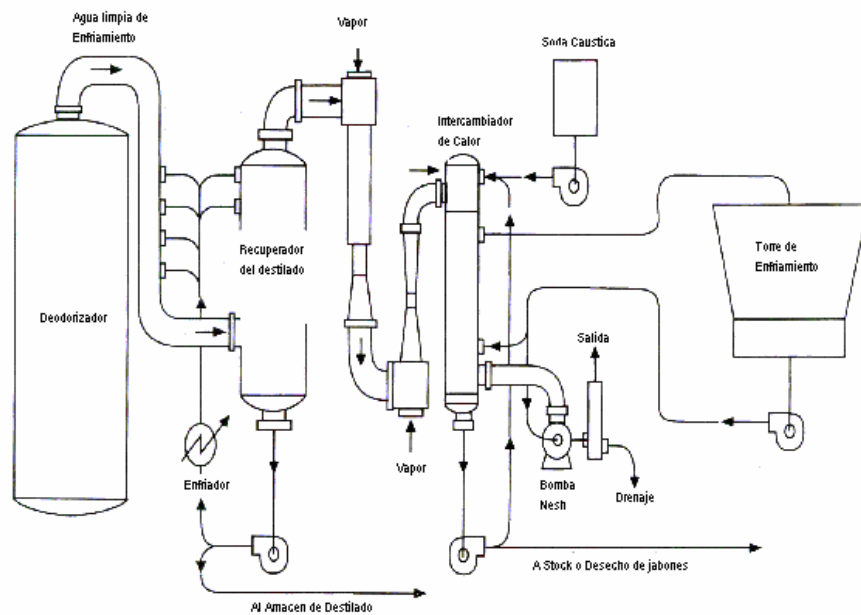 Agua limpia de
Enfriamiento
Vapor
Soda Caustica
Intercambiador
de Calor
Recuperador
del destilado
Torre de
Enfriamiento
Deodorizador
Salida
Vapor
Enfriador
Bomba
Nesh
Drenaje
A Stock o Desecho de jabones
Al Amacen de Destilado